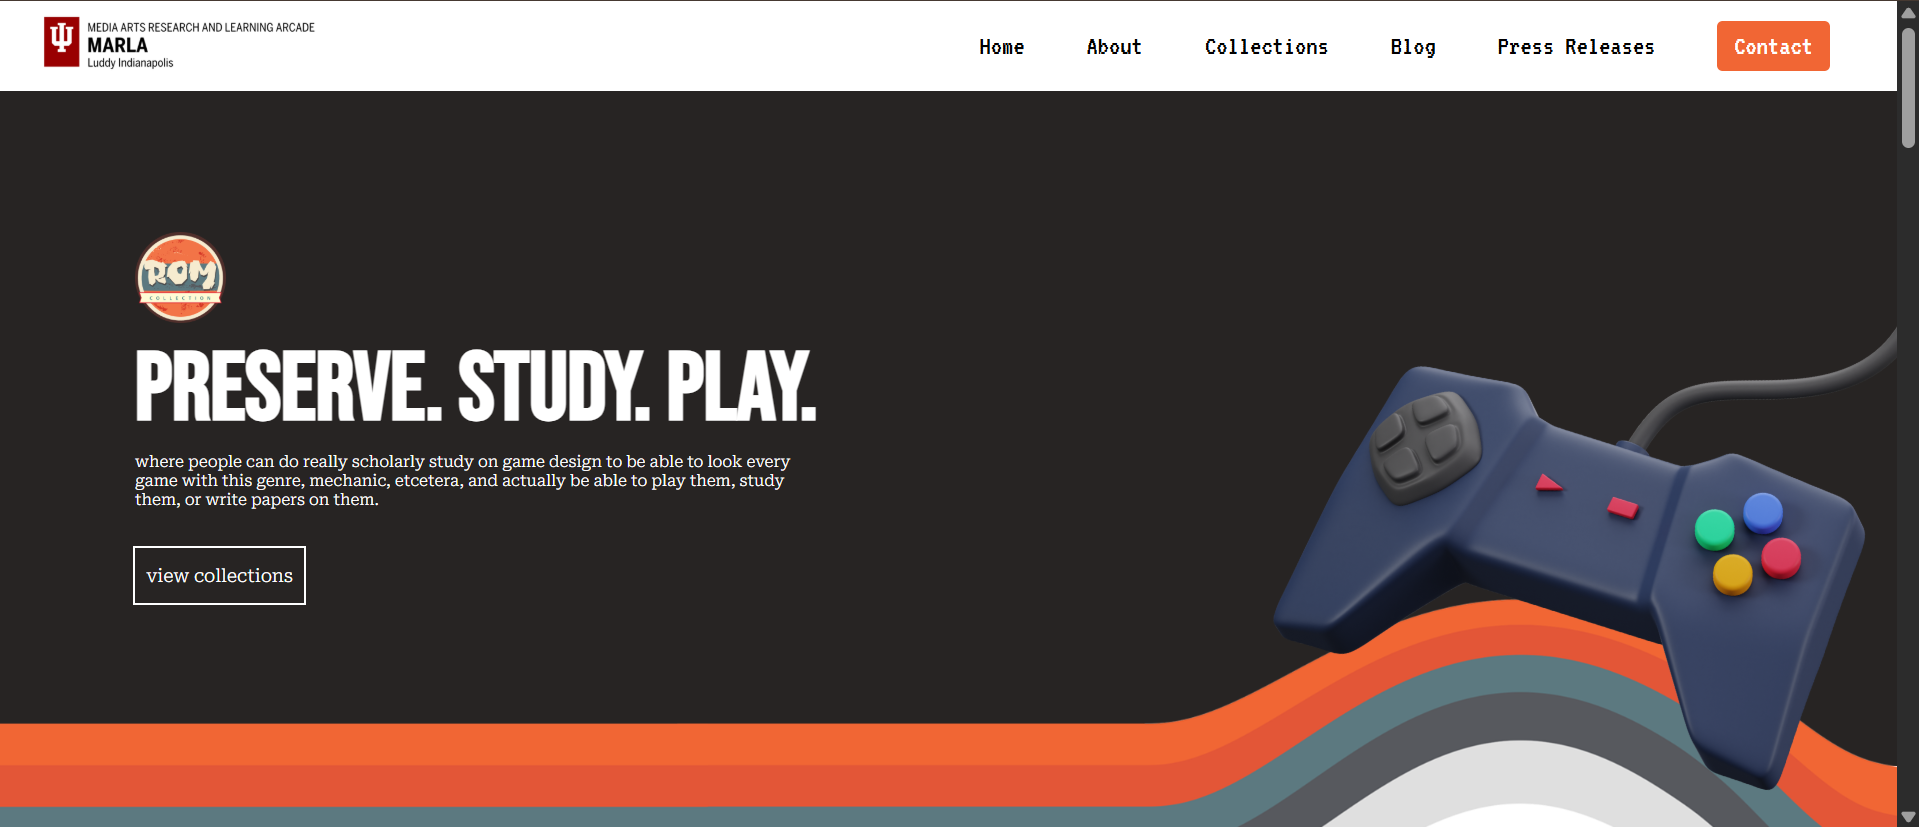 MEDIA ARTS RESEARCH AND LEARNING ARCADE
MARLA
Luddy Indianapolis
Home
About
Collections
Blog
Press Releases
Contact
ROM
COLLECTION
PRESERVE. STUDY. PLAY.
where people can do really scholarly study on game design to be able to look every
game with this genre, mechanic, etcetera, and actually be able to play them, study
them, or write papers on them.
view collections